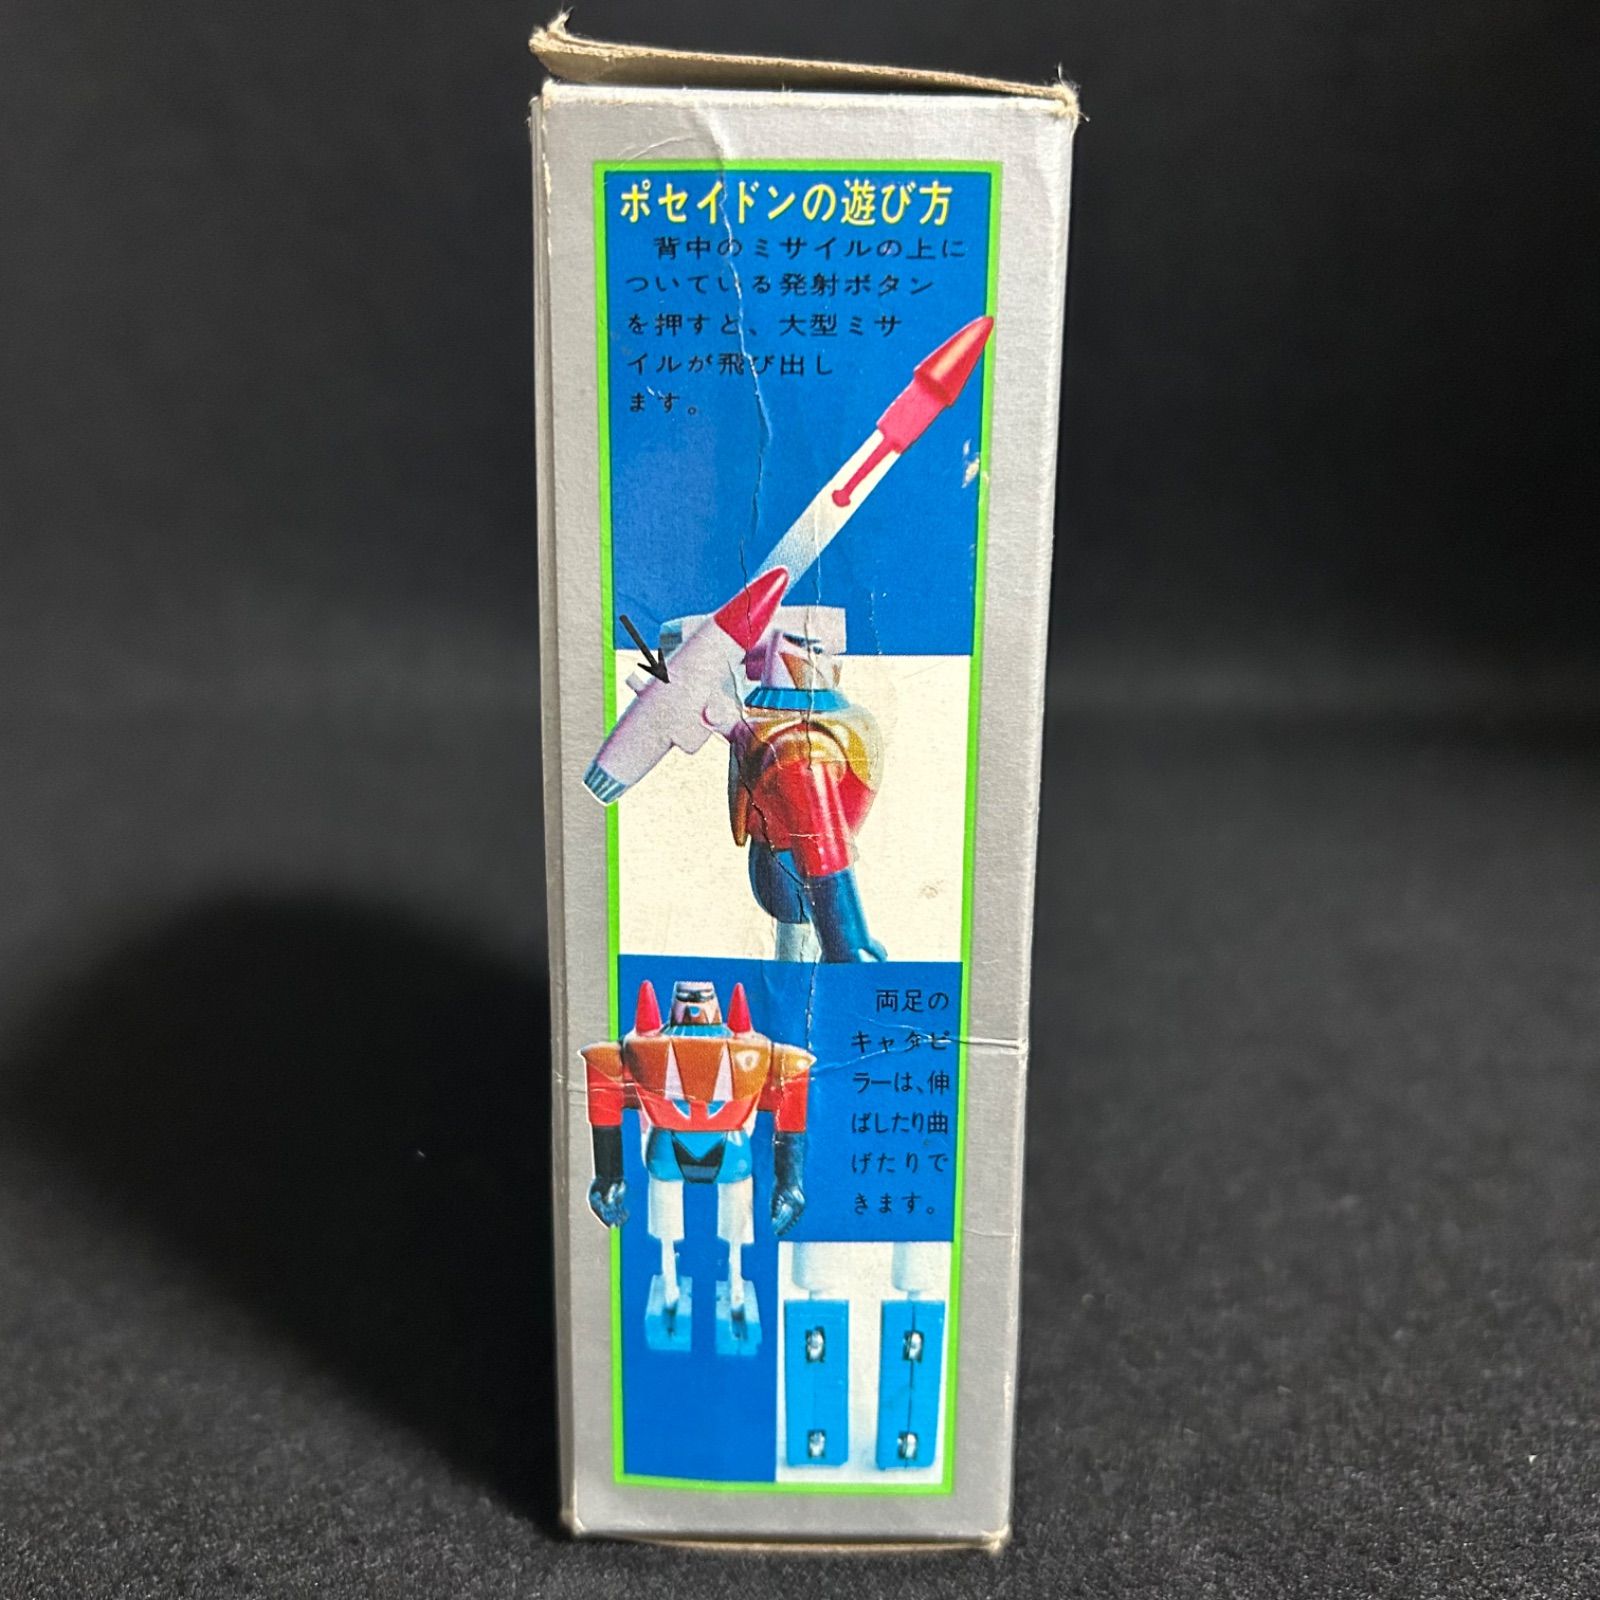 ポセイドンの遊び方
背中のミサイルの上に
ついている発射ボタン
を押すと、大型ミサ
イルが飛び出し
ます。
両足の
キャタピ
ラーは、伸
ばしたり曲
げたりで
きます。